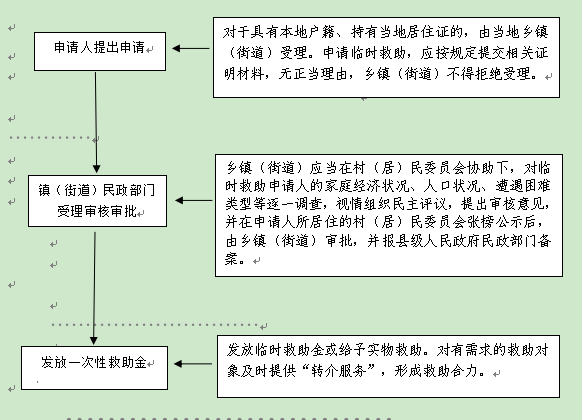 申请人提出申请
对于具有本地户籍、持有当地居住证的，由当地乡镇
（街道）受理。申请临时救助，应按规定提交相关证
明材料，无正当理由，乡镇（街道）不得拒绝受理。
镇（街道）民政部门
受理审核审批
乡镇（街道）应当在村（居）民委员会协助下，对临
时救助申请人的家庭经济状况、人口状况、遭遇困难
类型等逐一调查，视情组织民主评议，提出审核意见，
并在申请人所居住的村（居）民委员会张榜公示后，
由乡镇（街道）审批，并报县级人民政府民政部门备
案。
发放一次性救助金
发放临时救助金或给予实物救助。对有需求的救助对
象及时提供“转介服务”，形成救助合力。